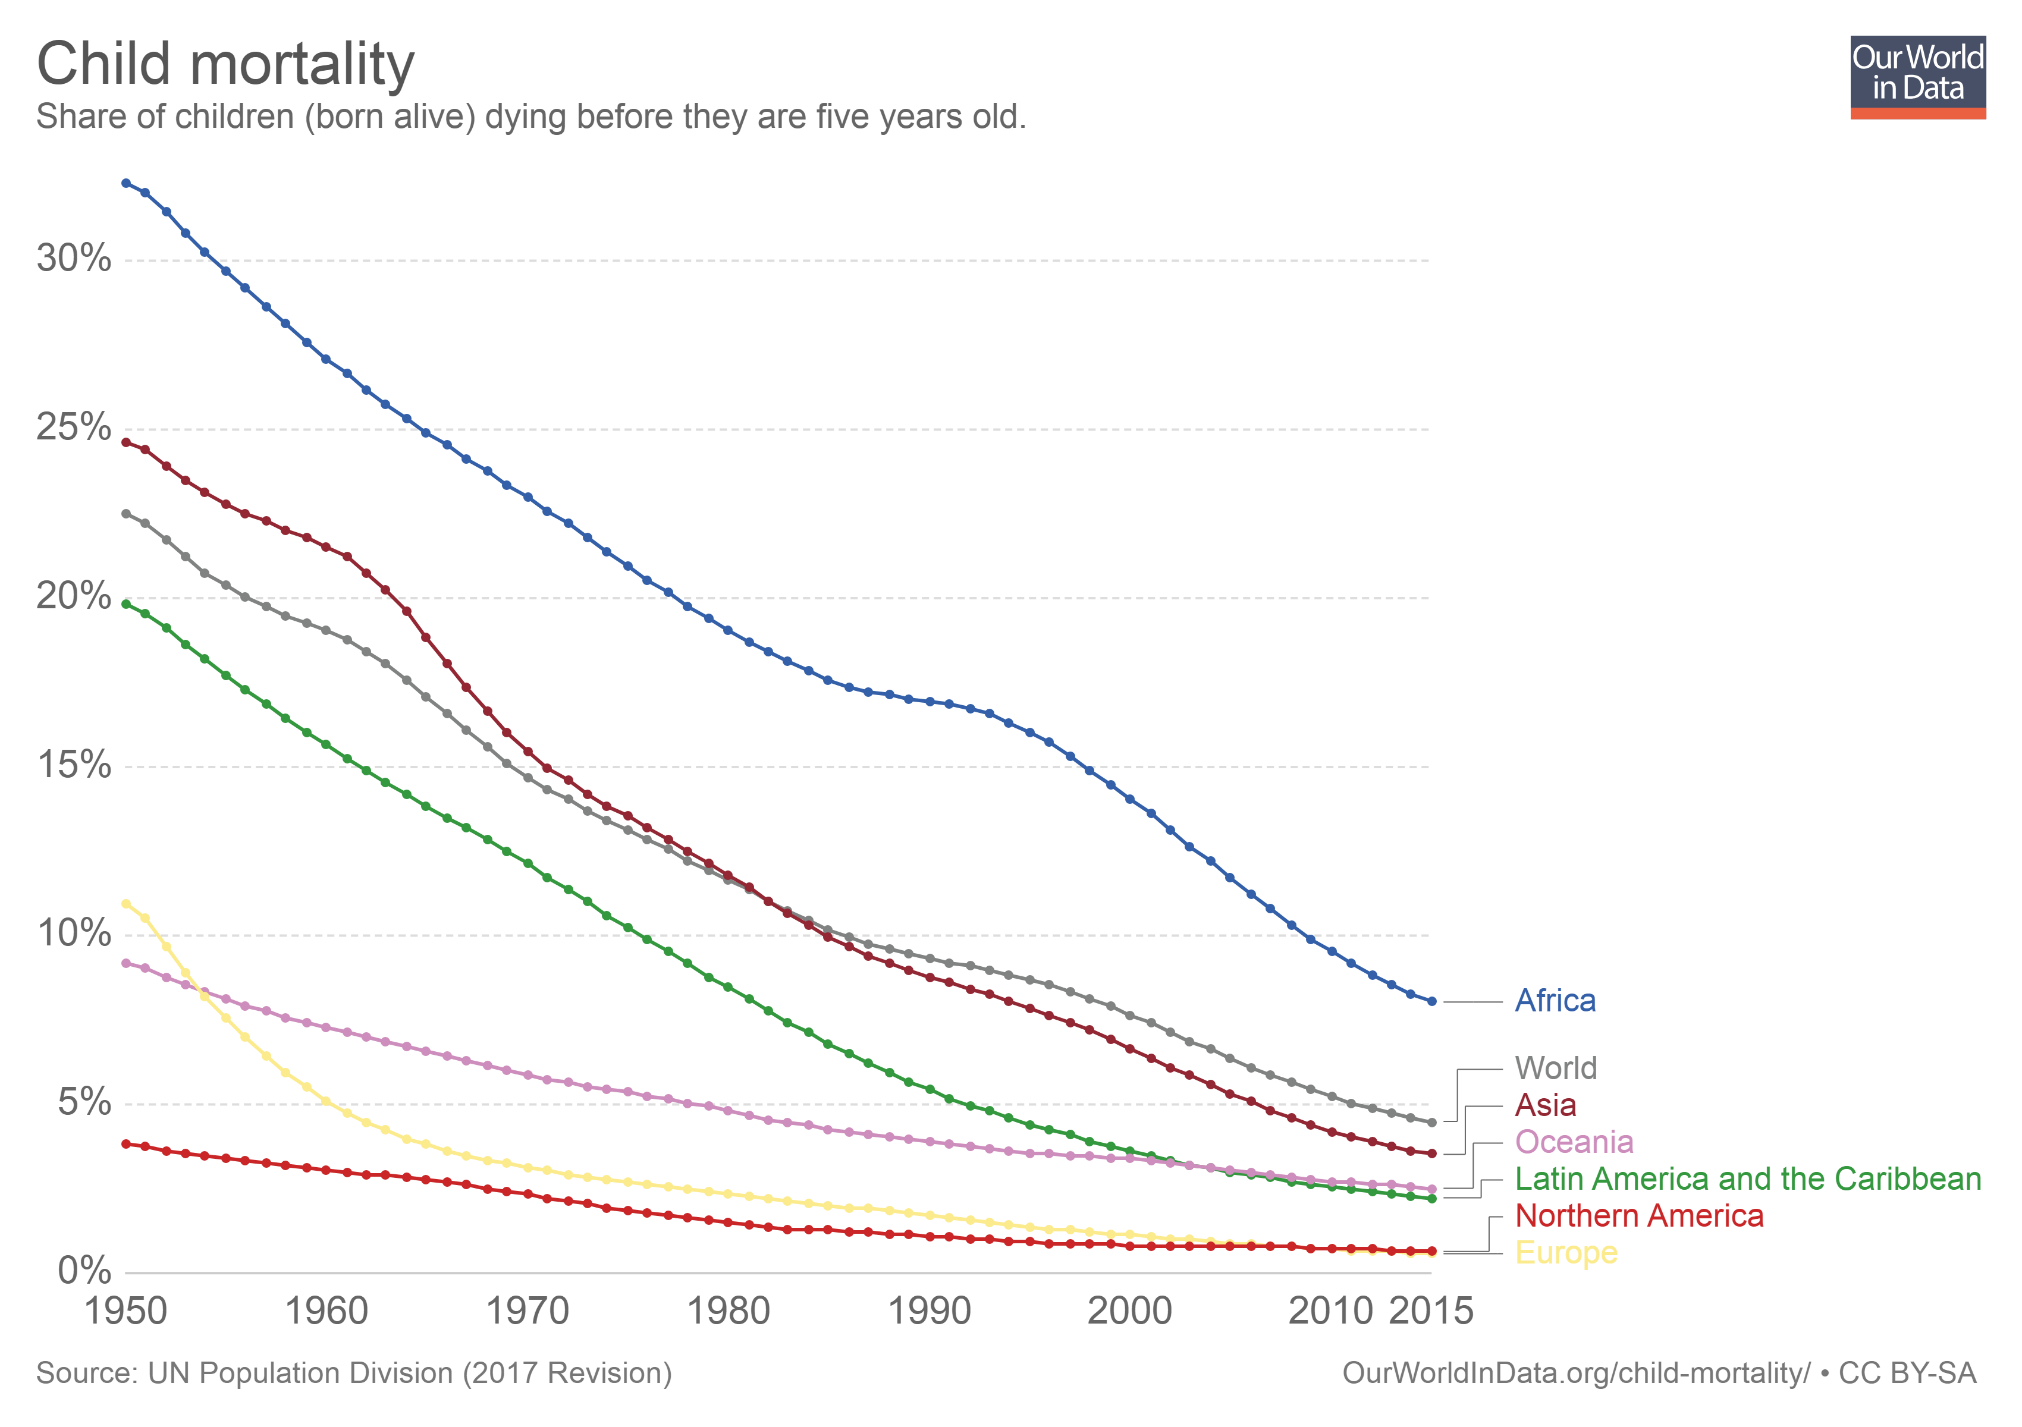 Child mortality
Share of children (born alive) dying before they are five years old.
Our World
in Data
30%
25%
20%
15%
10%
5%
0%
1950 1960 1970 1980 1990 2000 2010 2015
Africa
World
Asia
Oceania
Latin America and the Caribbean
Northern America
Europe
Source: UN Population Division (2017 Revision)
OurWorldInData.org/child-mortality/ • CC BY-SA